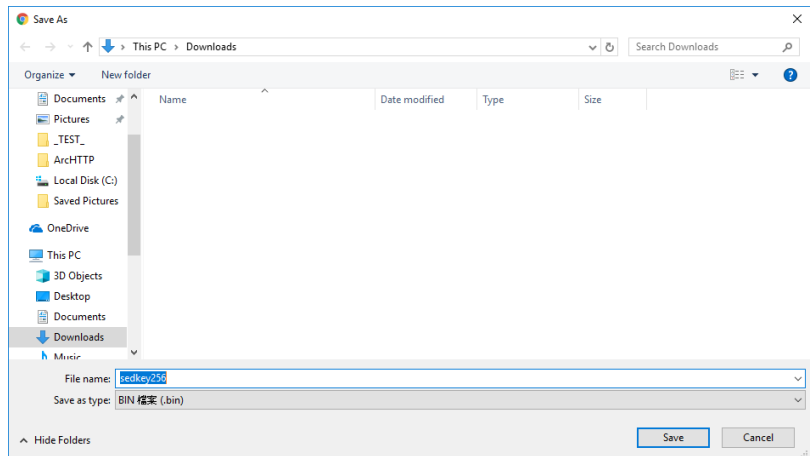 Save As
This PC > Downloads
Search Downloads
Organize
New folder
Name
Date modified
Type
Size
Documents
Pictures
_TEST_
ArcHTTP
Local Disk (C:)
Saved Pictures
OneDrive
This PC
3D Objects
Desktop
Documents
Downloads
Music
File name: sedkey256
Save as type: BIN 檔案 (.bin)
Hide Folders
Save
Cancel